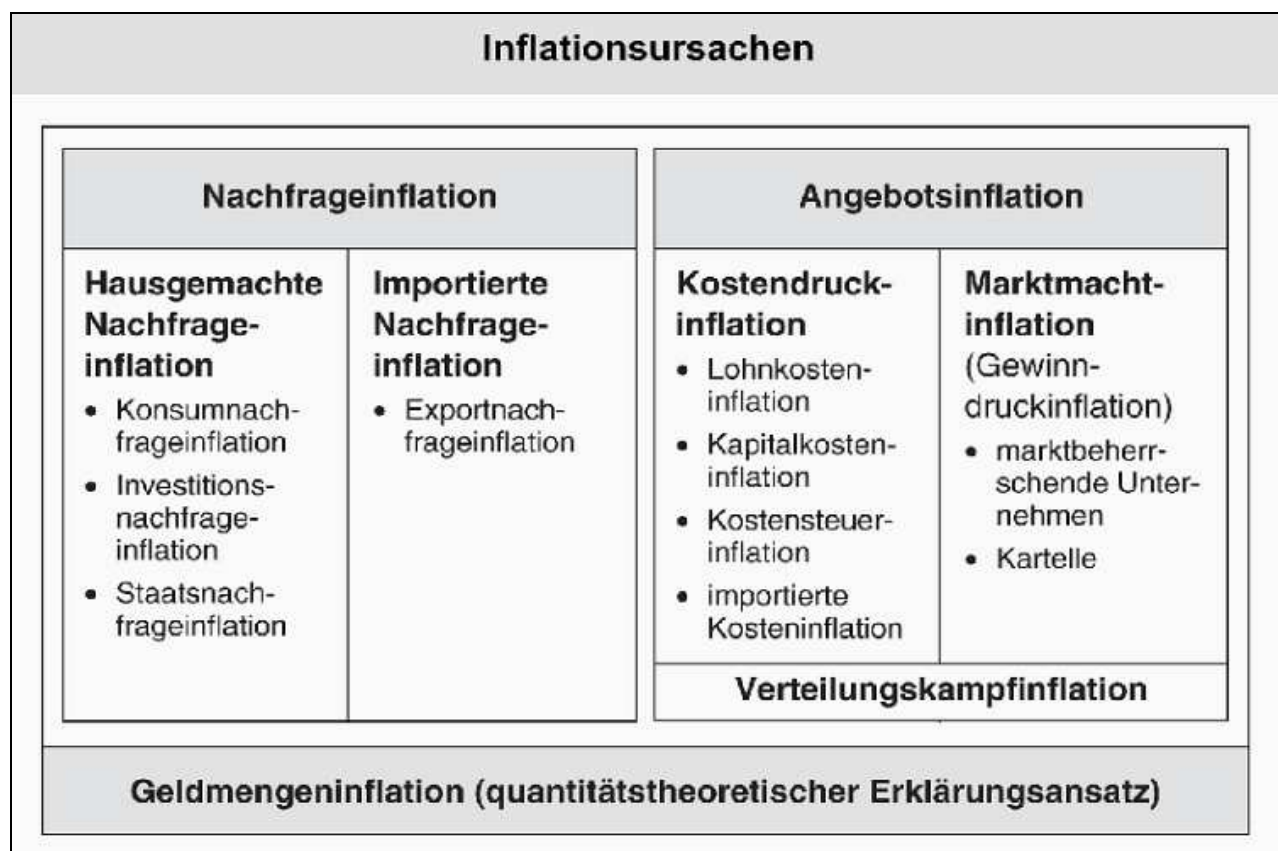 Inflationsursachen
Nachfrageinflation
Hausgemachte
Nachfrage-
inflation
• Konsumnach-
frageinflation
• Investitions-
nachfrage-
inflation
• Staatsnach-
frageinflation
Importierte
Nachfrage-
inflation
• Exportnach-
frageinflation
Angebotsinflation
Kostendruck-
inflation
• Lohnkosten-
inflation
• Kapitalkosten-
inflation
• Kostensteuer-
inflation
• importierte
Kosteninflation
Marktmacht-
inflation
(Gewinn-
druckinflation)
• marktbeherr-
schende Unter-
nehmen
• Kartelle
Verteilungskampfinflation
Geldmengeninflation (quantitätstheoretischer Erklärungsansatz)